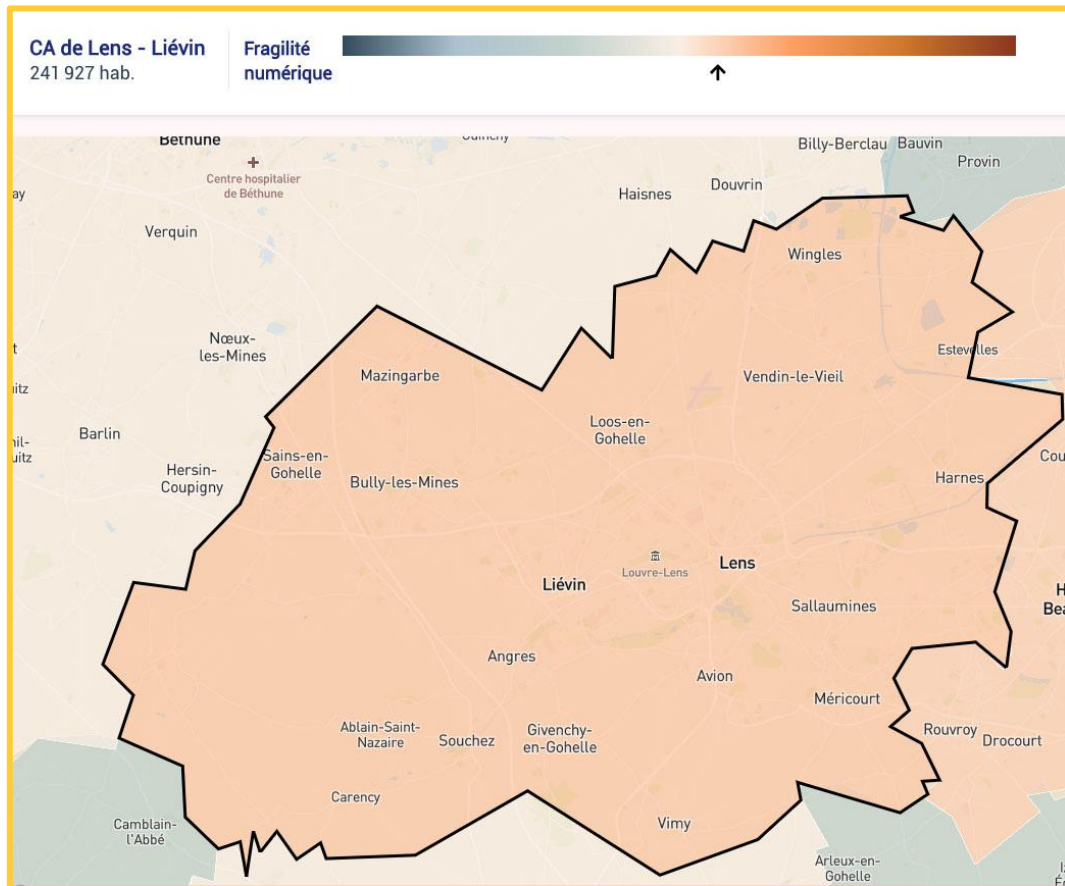 CA de Lens - Liévin
241 927 hab.
Fragilité
numérique
Béthune
Centre hospitalier
de Béthune
Billy-Berclau
Bauvin
Provin
Haisnes
Douvrin
Verquin
Wingles
Nœux-
les-Mines
Estevelles
Mazingarbe
Vendin-le-Vieil
Loos-en-
Gohelle
Barlin
Hersin-
Coupigny
Sains-en-
Gohelle
Bully-les-Mines
Harnes
Louvre-Lens
Lens
Liévin
Sallaumines
Angres
Avion
Méricourt
Ablain-Saint-
Nazaire
Souchez
Givenchy-
en-Gohelle
Rouvroy
Drocourt
Carency
Camblain-
l'Abbé
Vimy
Arleux-en-
Gohelle